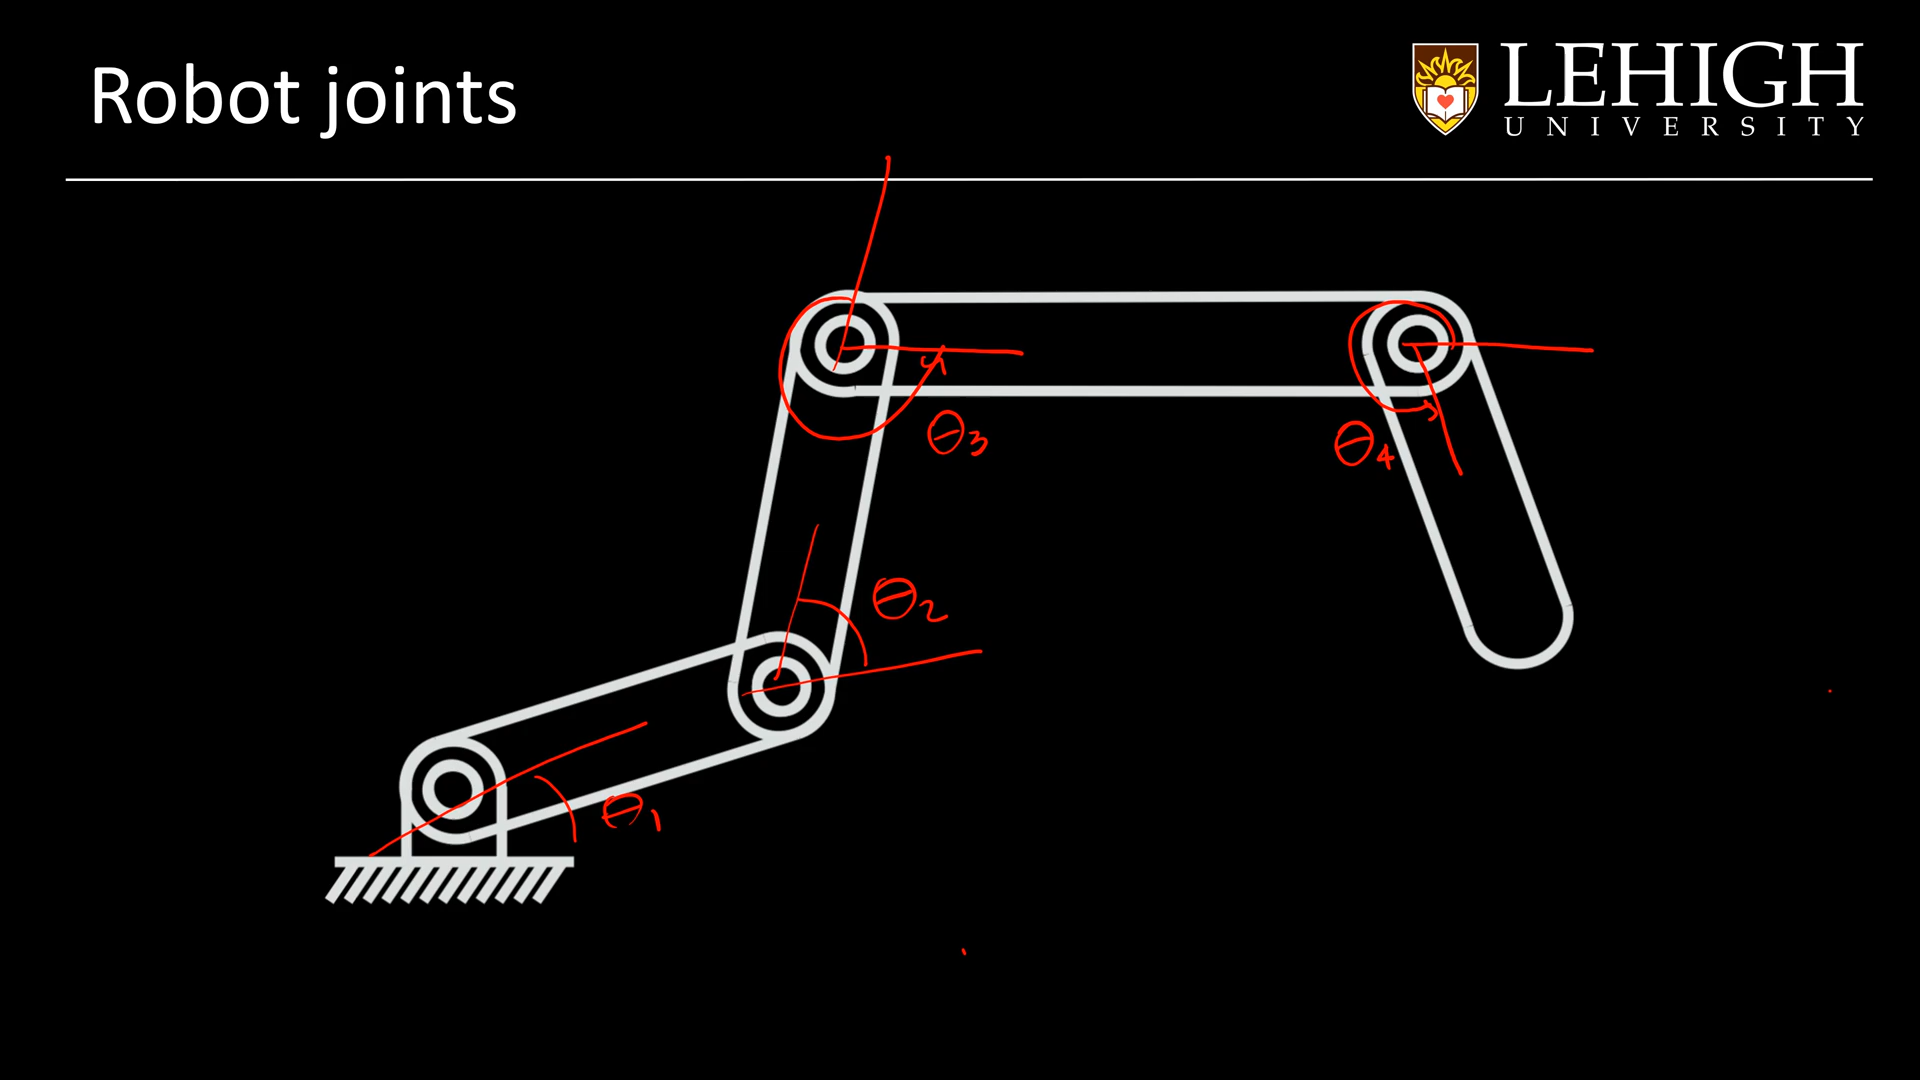 Robot joints
LEHIGH
UNIVERSITY
θ3
θ4
θ2
θ1